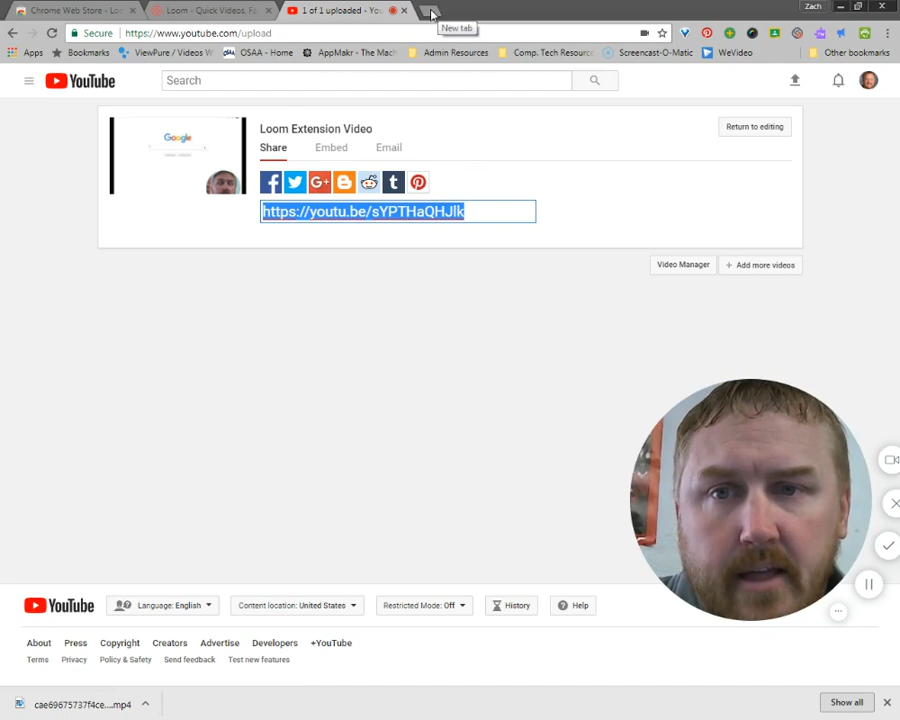 Chrome Web Store - Loo
Loom - Quick Videos, Fa
1 of 1 uploaded - You
Zach
New tab
Secure
https://www.youtube.com/upload
Apps
Bookmarks
ViewPure / Videos W
OSAA - Home
AppMakr - The Mach
Admin Resources
Comp. Tech Resource
Screencast-O-Matic
WeVideo
Other bookmarks
YouTube
Search
Loom Extension Video
Return to editing
Share
Embed
Email
Google
https://youtu.be/sYPTHaQHJlk
Video Manager
+ Add more videos
YouTube
Language: English
Content location: United States
Restricted Mode: Off
History
Help
About
Press
Copyright
Creators
Advertise
Developers
+YouTube
Terms
Privacy
Policy & Safety
Send feedback
Test new features
cae69675737f4ce....mp4
Show all